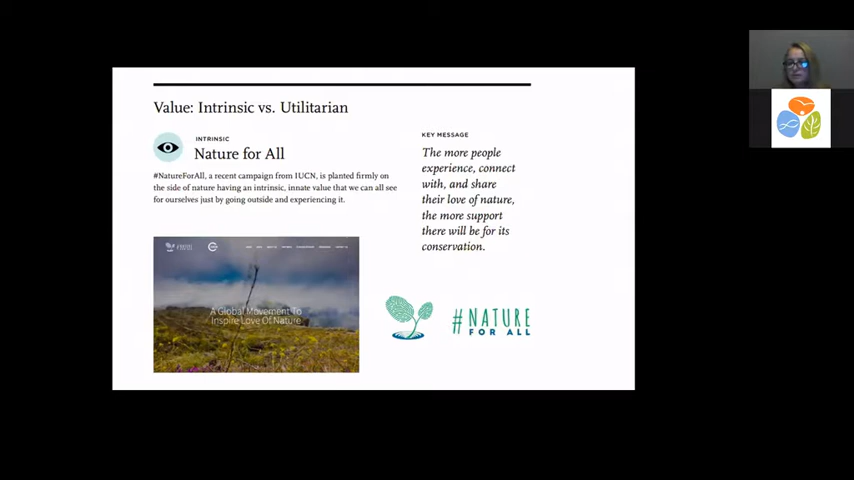 Value: Intrinsic vs. Utilitarian
INTRINSIC
Nature for All
#NatureForAll, a recent campaign from IUCN, is planted firmly on
the side of nature having an intrinsic, innate value that we can all see
for ourselves just by going outside and experiencing it.
KEY MESSAGE
The more people
experience, connect
with, and share
their love of nature,
the more support
there will be for its
conservation.
A Global Movement To
Inspire Love Of Nature
#NATURE
FOR ALL